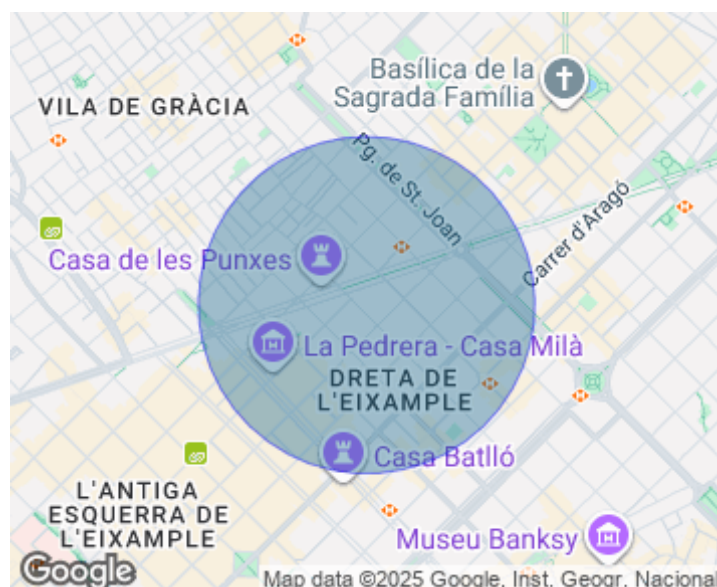 Basílica de la
Sagrada Família
VILA DE GRÀCIA
Pg. de St. Joan
Carrer d'Aragó
Casa de les Punxes
La Pedrera - Casa Milà
DRETA DE
L'EIXAMPLE
Casa Batlló
L'ANTIGA
ESQUERRA DE
L'EIXAMPLE
Museu Banksy
Google
Map data ©2025 Google, Inst. Geogr. Nacional